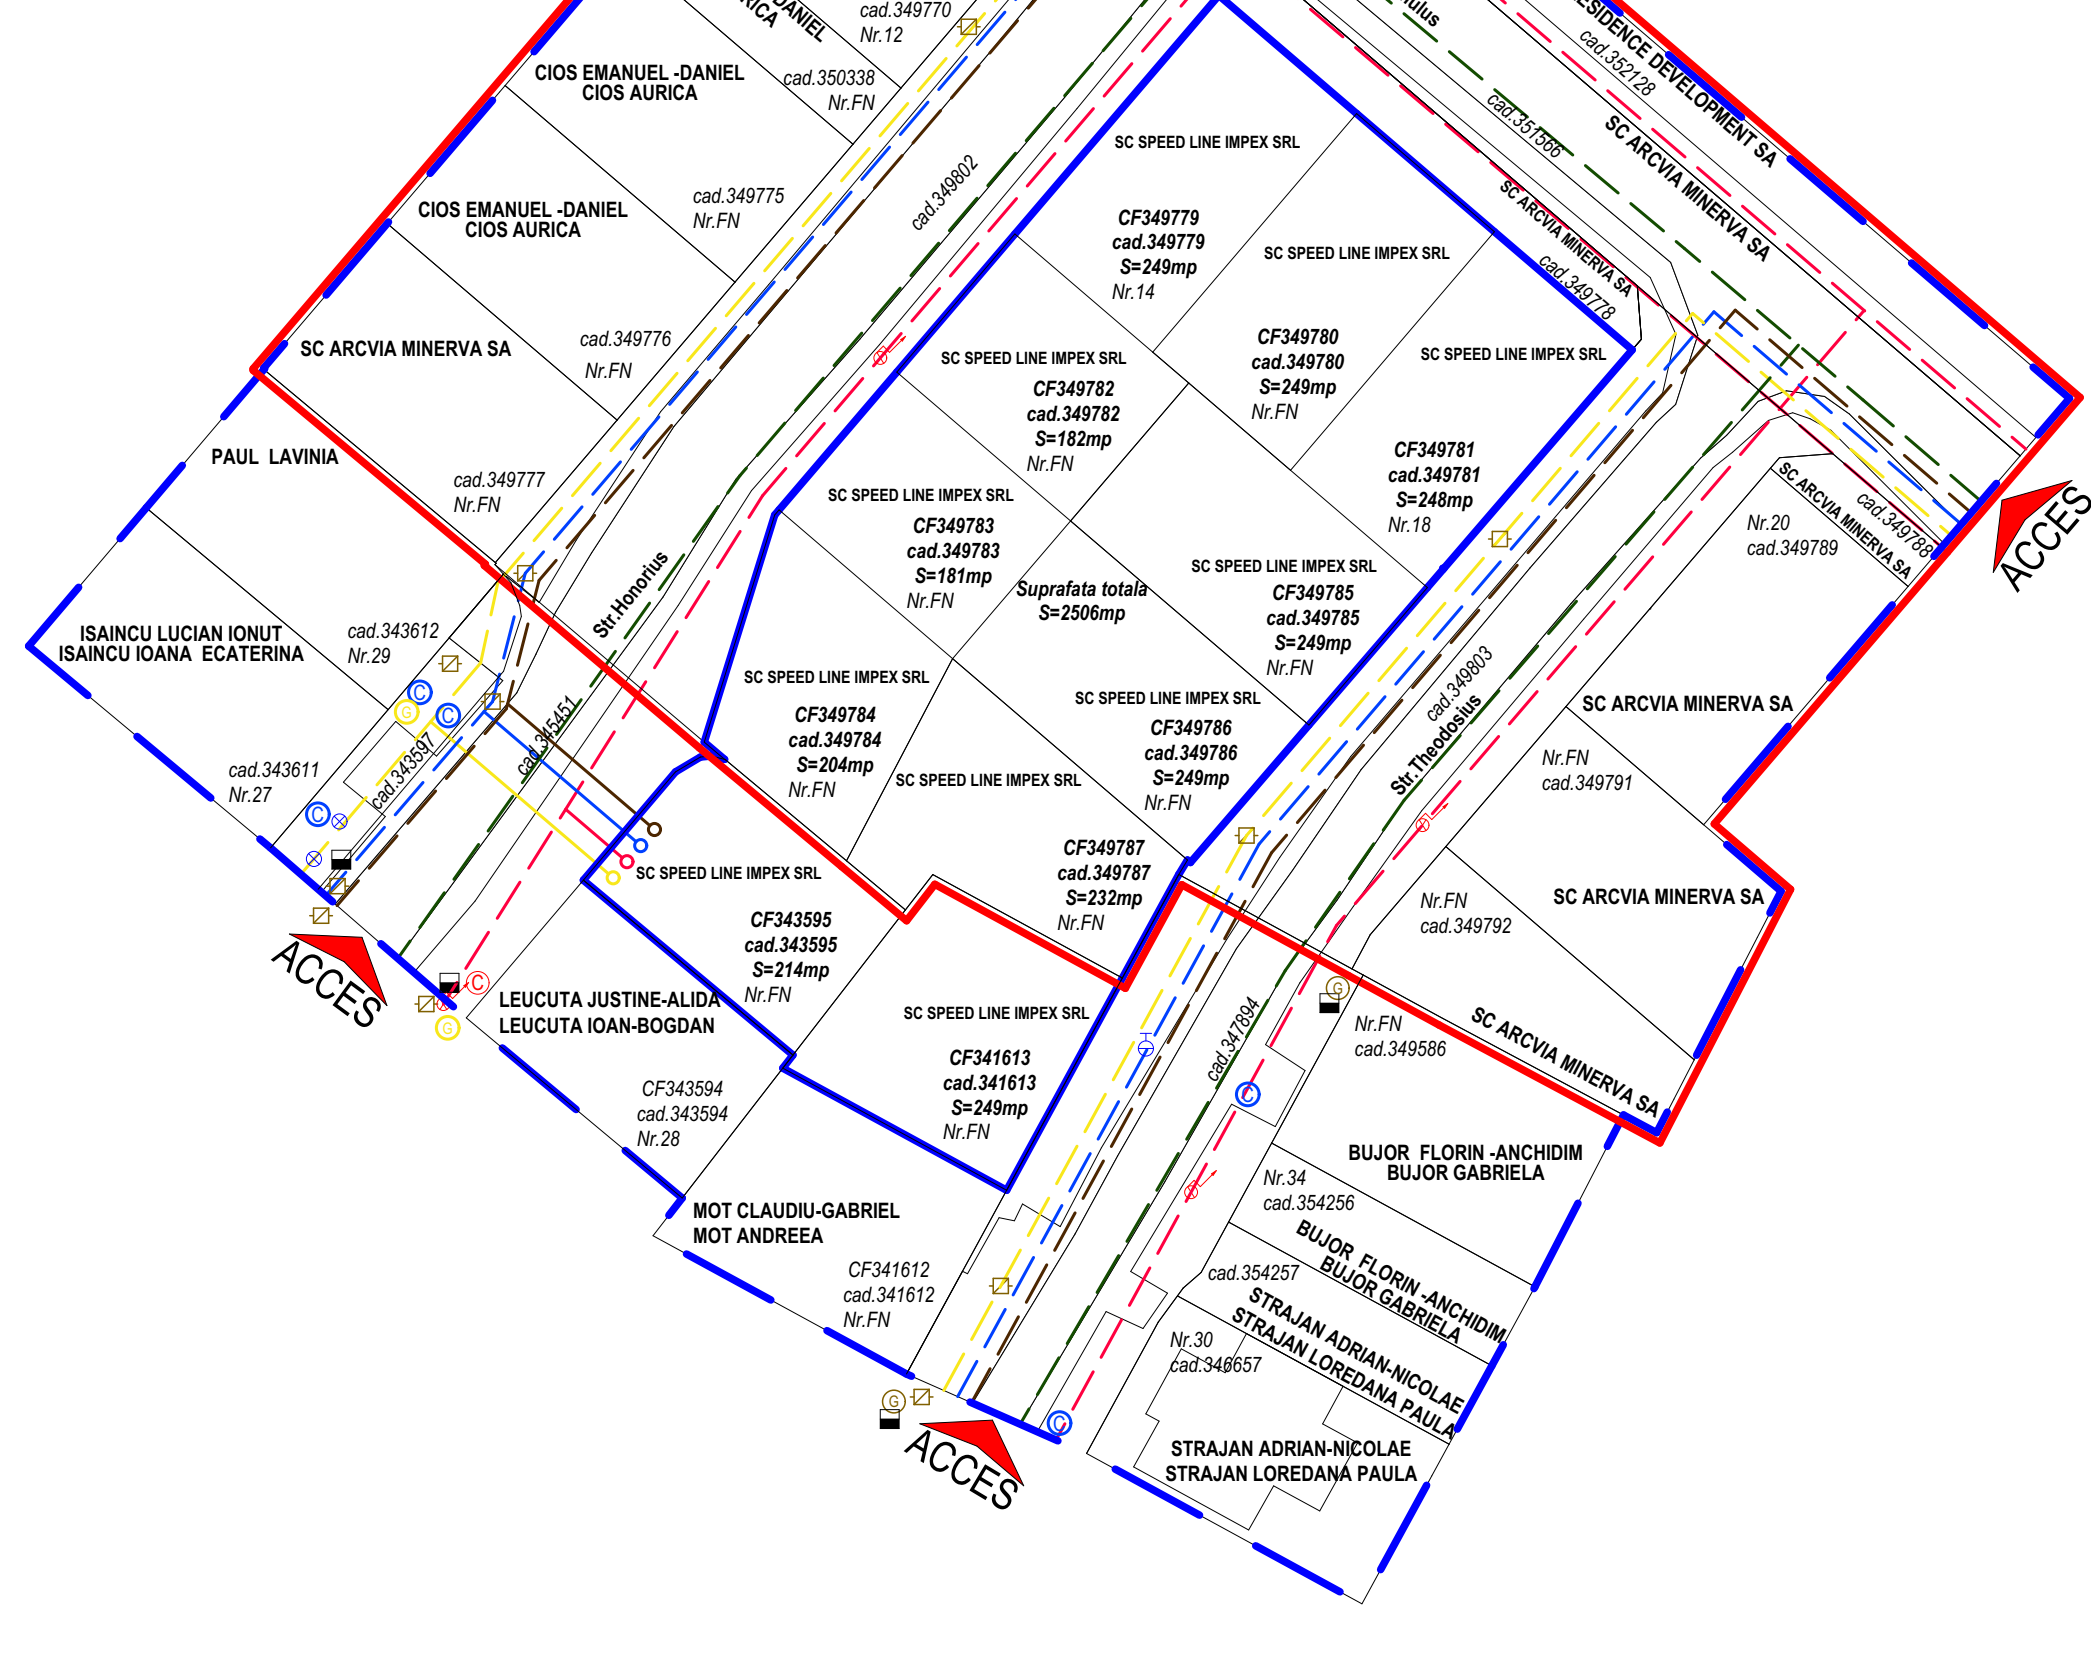 DANIEL
RICA
cad.349770
Nr.12
CIOS EMANUEL -DANIEL
CIOS AURICA
cad.350338
Nr.FN
CIOS EMANUEL -DANIEL
CIOS AURICA
cad.349775
Nr.FN
SC ARCVIA MINERVA SA
cad.349776
Nr.FN
PAUL LAVINIA
cad.349777
Nr.FN
ISAINCU LUCIAN IONUT
ISAINCU IOANA ECATERINA
cad.343612
Nr.29
cad.343611
Nr.27
cad.343597
cad.345451
Str.Honorius
cad.349802
ulus
ESIDENCE DEVELOPMENT SA
cad.352128
cad.351566
SC ARCVIA MINERVA SA
SC ARCVIA MINERVA SA
cad.349778
SC SPEED LINE IMPEX SRL
CF349779
cad.349779
S=249mp
Nr.14
SC SPEED LINE IMPEX SRL
CF349780
cad.349780
S=249mp
Nr.FN
SC SPEED LINE IMPEX SRL
CF349781
cad.349781
S=248mp
Nr.18
SC SPEED LINE IMPEX SRL
CF349782
cad.349782
S=182mp
Nr.FN
SC SPEED LINE IMPEX SRL
CF349783
cad.349783
S=181mp
Nr.FN
Suprafata totala
S=2506mp
SC SPEED LINE IMPEX SRL
CF349785
cad.349785
S=249mp
Nr.FN
SC SPEED LINE IMPEX SRL
CF349784
cad.349784
S=204mp
Nr.FN
SC SPEED LINE IMPEX SRL
CF349786
cad.349786
S=249mp
Nr.FN
SC SPEED LINE IMPEX SRL
CF349787
cad.349787
S=232mp
Nr.FN
SC SPEED LINE IMPEX SRL
CF343595
cad.343595
S=214mp
Nr.FN
SC SPEED LINE IMPEX SRL
CF341613
cad.341613
S=249mp
Nr.FN
Nr.20
cad.349789
SC ARCVIA MINERVA SA
cad.349788
ACCES
cad.349803
Str.Theodosius
SC ARCVIA MINERVA SA
Nr.FN
cad.349791
SC ARCVIA MINERVA SA
Nr.FN
cad.349792
SC ARCVIA MINERVA SA
Nr.FN
cad.349586
cad.347894
C
G
C
C
C
G
ACCES
LEUCUTA JUSTINE-ALIDA
LEUCUTA IOAN-BOGDAN
CF343594
cad.343594
Nr.28
MOT CLAUDIU-GABRIEL
MOT ANDREEA
CF341612
cad.341612
Nr.FN
G
C
BUJOR FLORIN -ANCHIDIM
BUJOR GABRIELA
Nr.34
cad.354256
BUJOR FLORIN -ANCHIDIM
BUJOR GABRIELA
cad.354257
STRAJAN ADRIAN-NICOLAE
STRAJAN LOREDANA PAULA
Nr.30
cad.346657
STRAJAN ADRIAN-NICOLAE
STRAJAN LOREDANA PAULA
G
C
ACCES